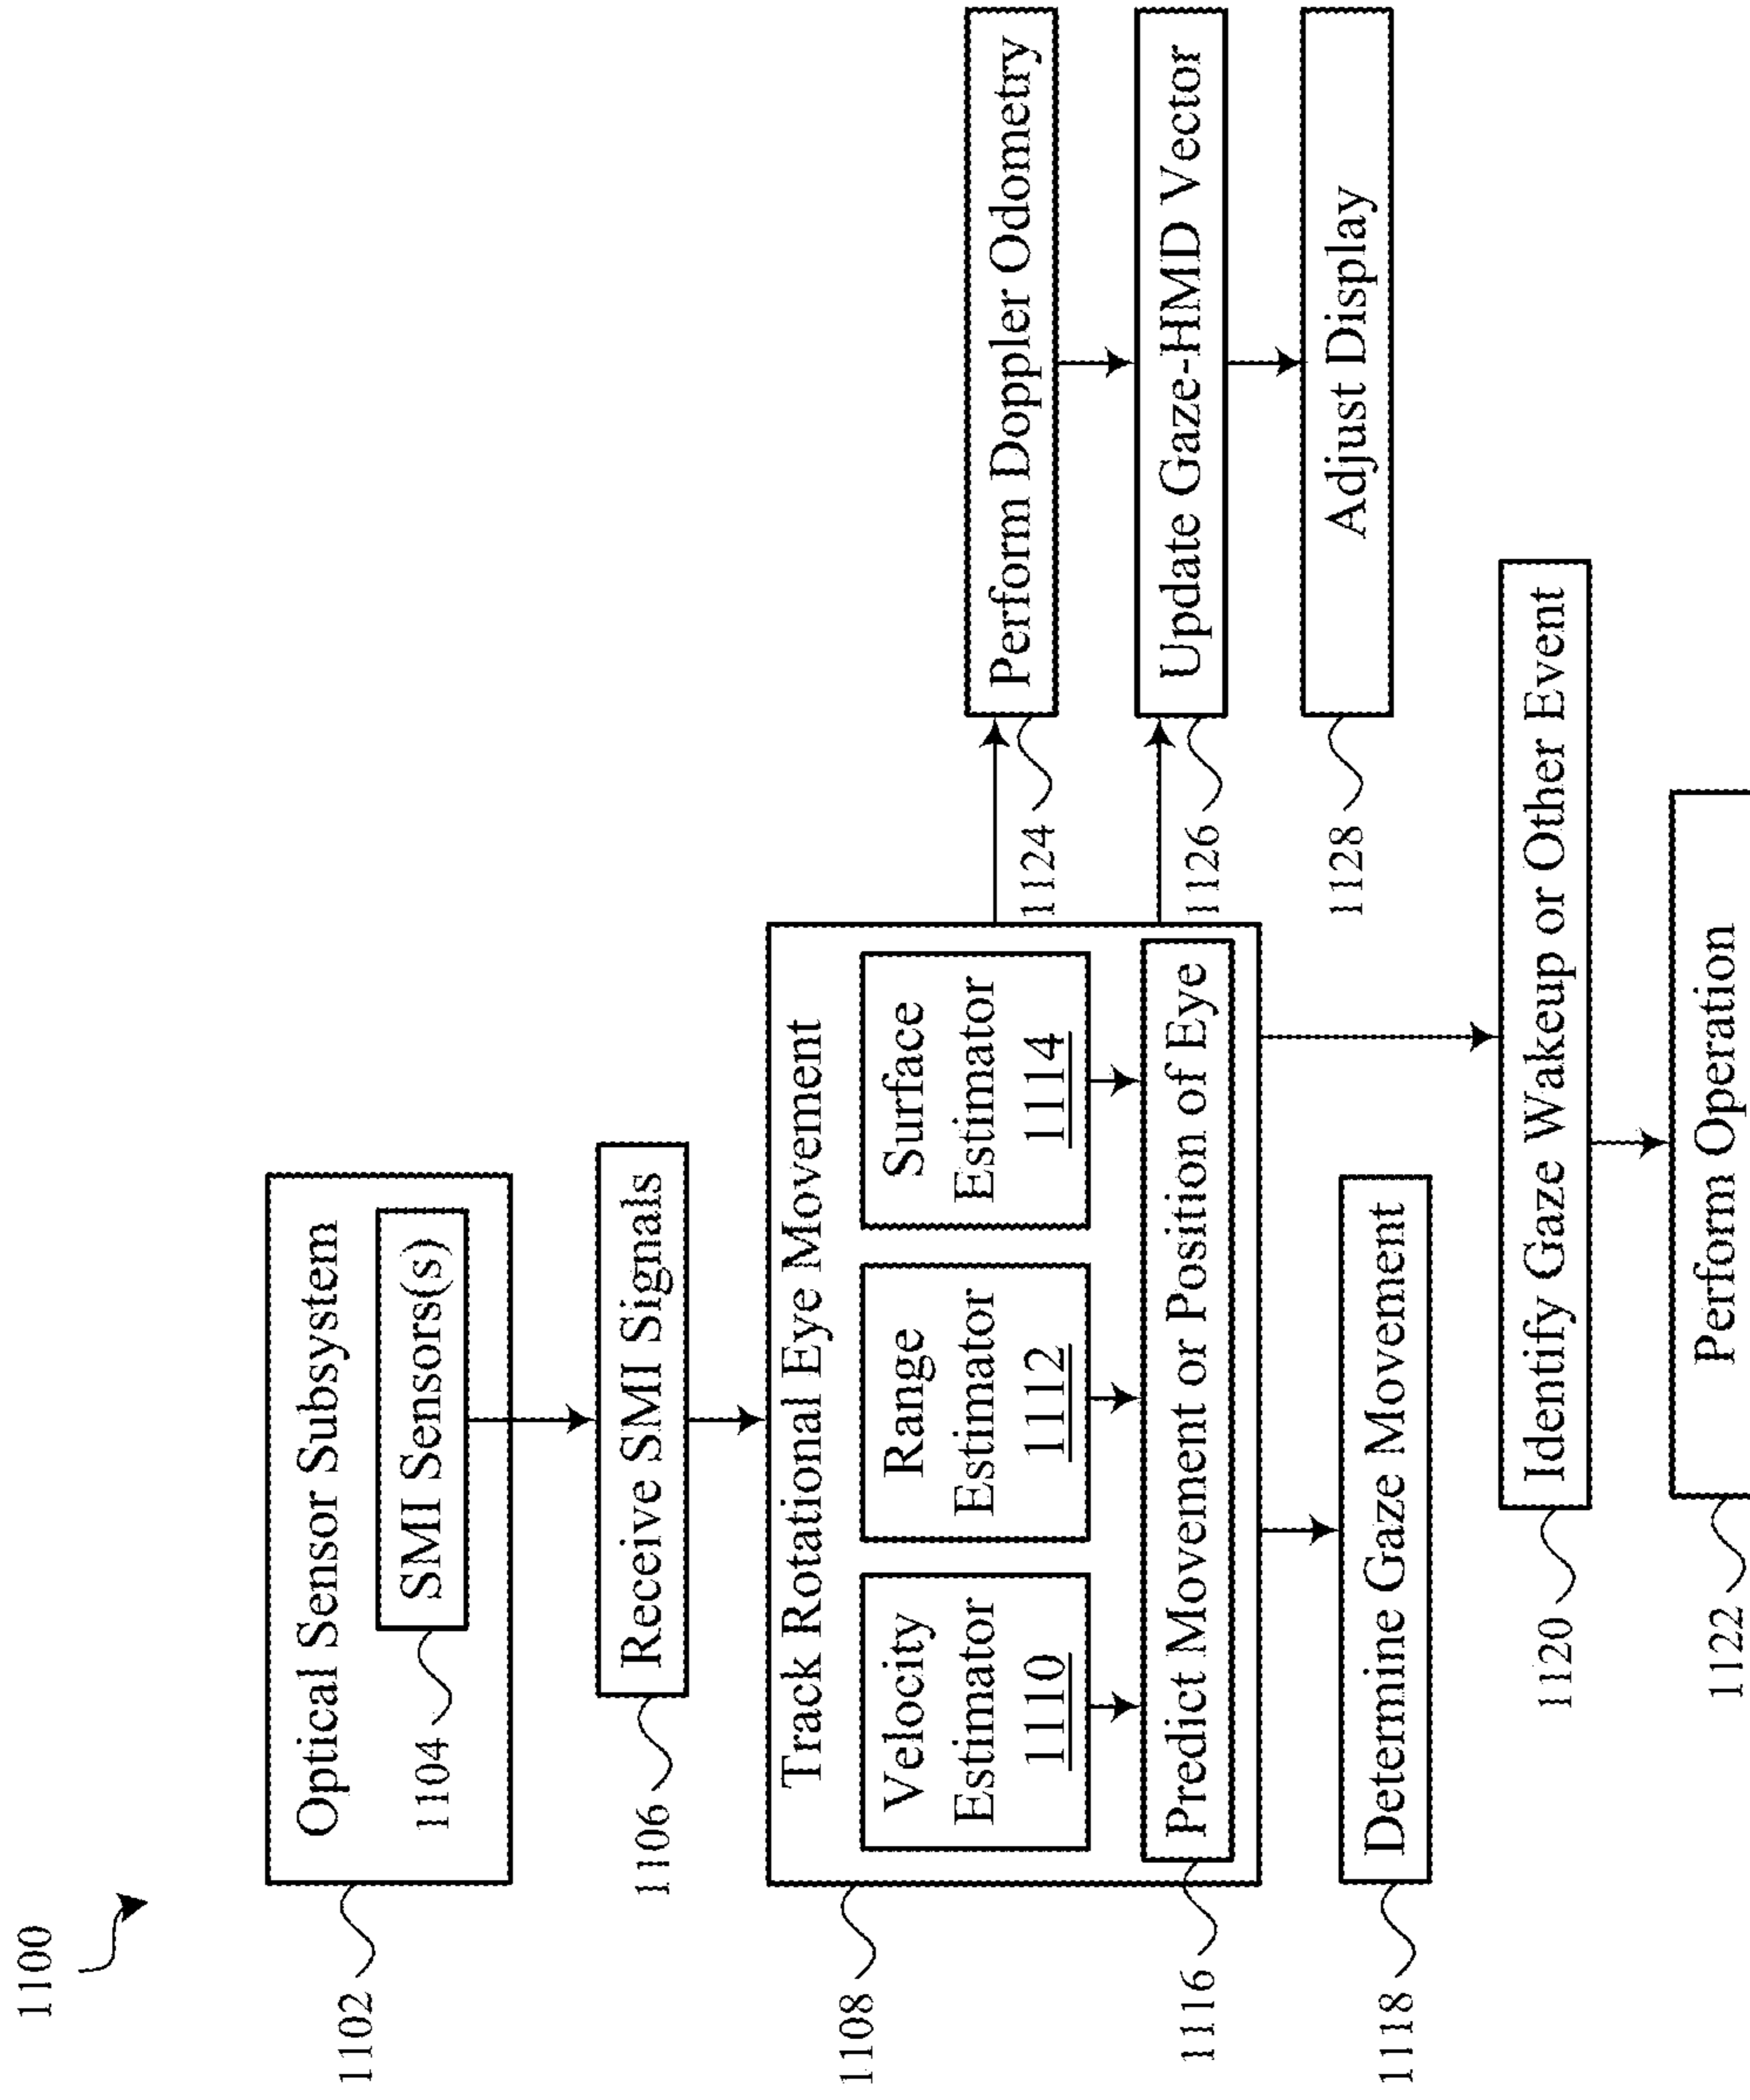 1100
1102
Optical Sensor Subsystem
1104
SMI Sensors(s)
1106
Receive SMI Signals
1108
Track Rotational Eye Movement
Velocity
Estimator
1110
Range
Estimator
1112
Surface
Estimator
1114
1116
Predict Movement or Position of Eye
1118
Determine Gaze Movement
1120
Identify Gaze Wakeup or Other Event
1122
Perform Operation
1124
Perform Doppler Odometry
1126
Update Gaze-HMD Vector
1128
Adjust Display